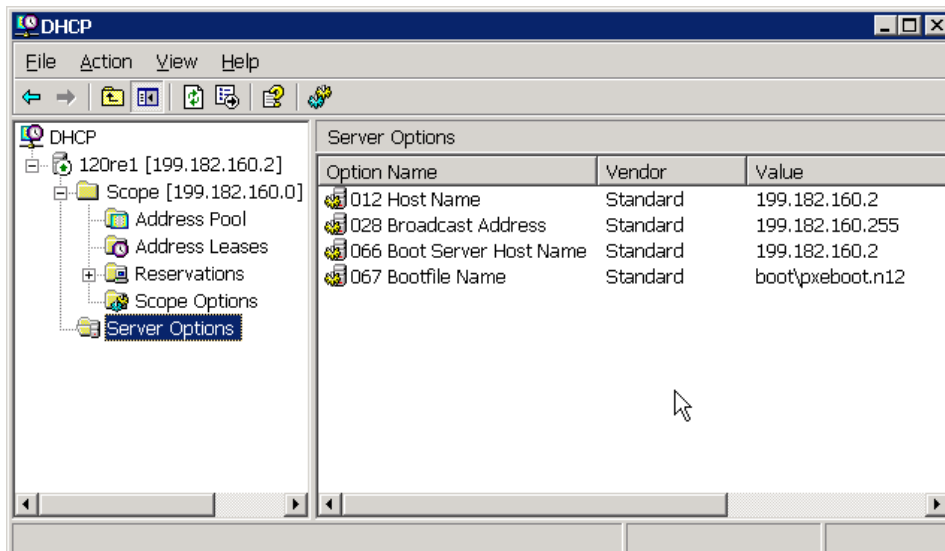 DHCP
File Action View Help
DHCP
120re1 [199.182.160.2]
Scope [199.182.160.0]
Address Pool
Address Leases
Reservations
Scope Options
Server Options
Server Options
Option Name Vendor Value
012 Host Name Standard 199.182.160.2
028 Broadcast Address Standard 199.182.160.255
066 Boot Server Host Name Standard 199.182.160.2
067 Bootfile Name Standard boot\pxeboot.n12